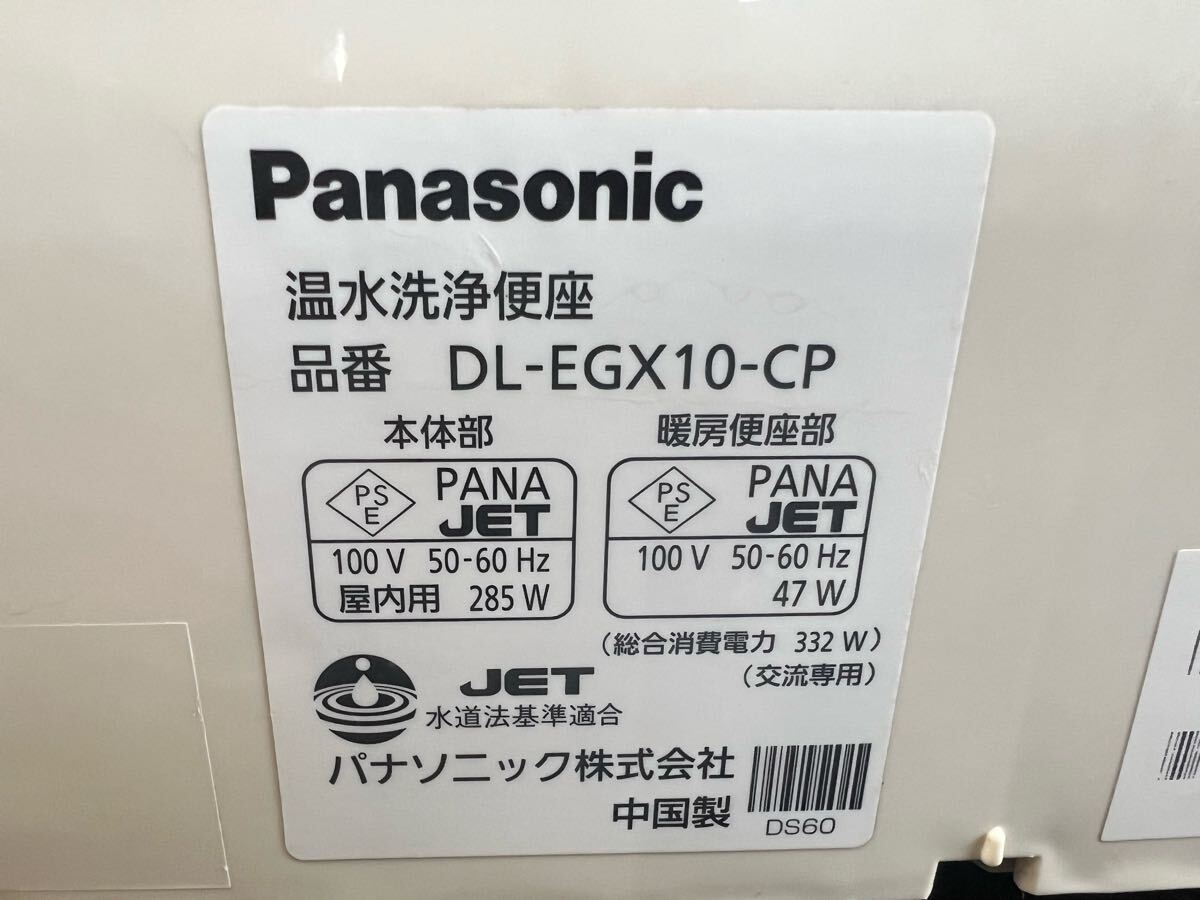 Panasonic
温水洗浄便座
品番 DL-EGX10-CP
本体部
PS
E
PANA
JET
100 V 50-60 Hz
屋内用 285 W
暖房便座部
PS
E
PANA
JET
100 V 50-60 Hz
47 W
(総合消費電力 332 W)
(交流専用)
JET
水道法基準適合
パナソニック株式会社
中国製
DS60